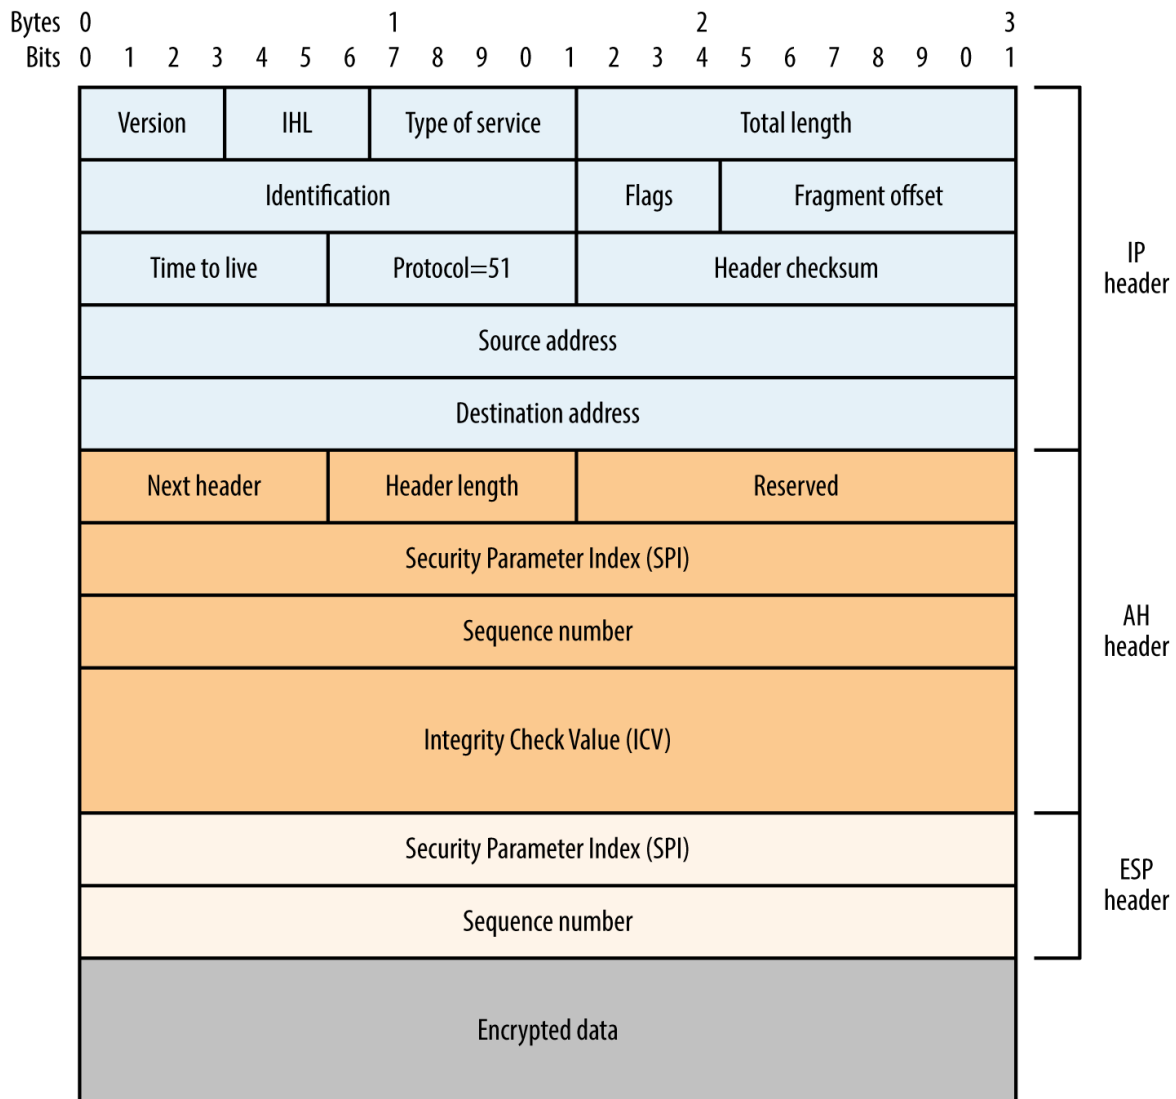 Bytes 0 1 2 3
Bits 0 1 2 3 4 5 6 7 8 9 0 1 2 3 4 5 6 7 8 9 0 1
Version IHL Type of service Total length
Identification Flags Fragment offset
Time to live Protocol=51 Header checksum
IP
header
Source address
Destination address
Next header Header length Reserved
Security Parameter Index (SPI)
Sequence number
AH
header
Integrity Check Value (ICV)
Security Parameter Index (SPI)
ESP
header
Sequence number
Encrypted data